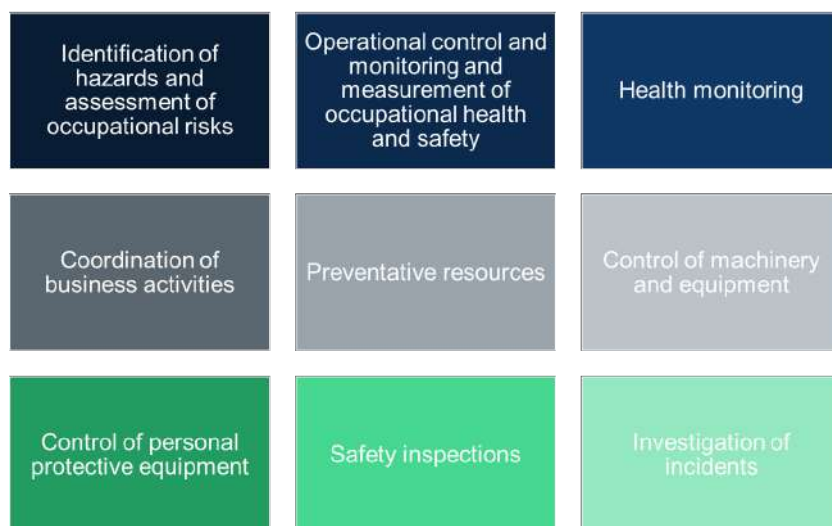 Identification of
hazards and
assessment of
occupational risks
Operational control and
monitoring and
measurement of
occupational health
and safety
Health monitoring
Coordination of
business activities
Preventative resources
Control of machinery
and equipment
Control of personal
protective equipment
Safety inspections
Investigation of
incidents